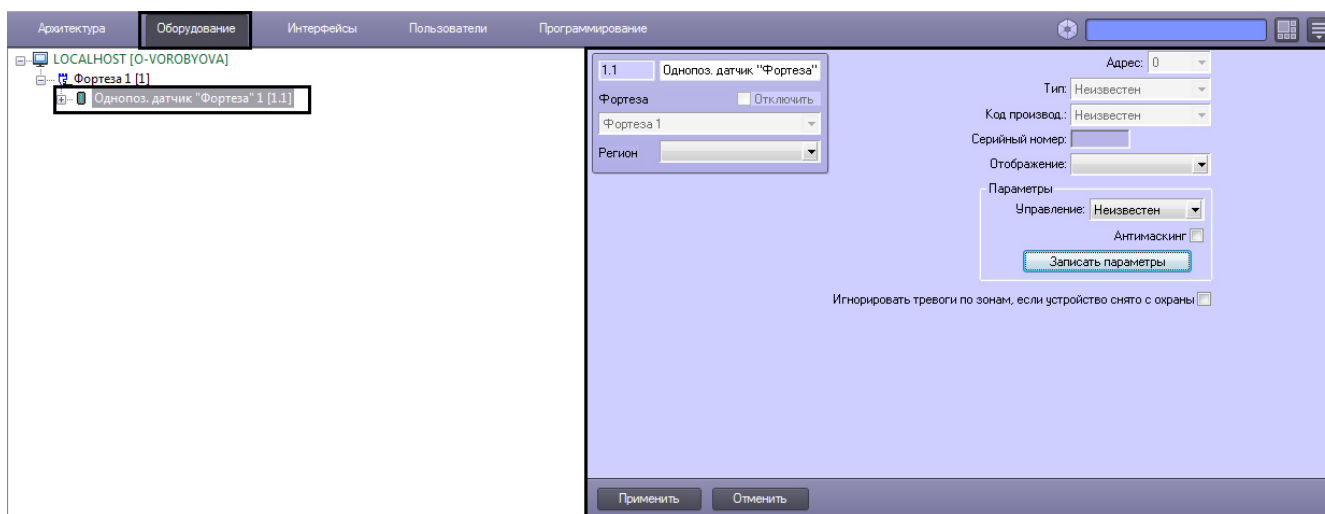 Архитектура Оборудование Интерфейсы Пользователи Программирование
LOCALHOST [O-VOROBYOVA]
Фортеза 1 [1]
Однопоз. датчик "Фортеза" 1 [1.1]
1.1 Однопоз. датчик "Фортеза"
Фортеза Отключить
Фортеза 1
Регион
Адрес: 0
Тип: Неизвестен
Код производ.: Неизвестен
Серийный номер:
Отображение:
Параметры
Управление: Неизвестен
Антимаскинг
Записать параметры
Игнорировать тревоги по зонам, если устройство снято с охраны
Применить Отменить